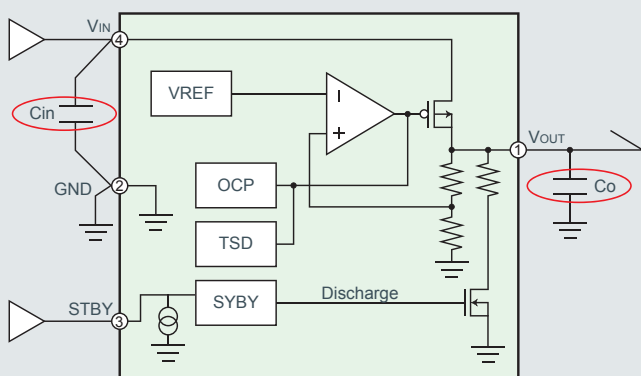 VIN
4
VREF
Cin
VOUT
1
GND
2
OCP
Co
TSD
STBY
3
SYBY
Discharge